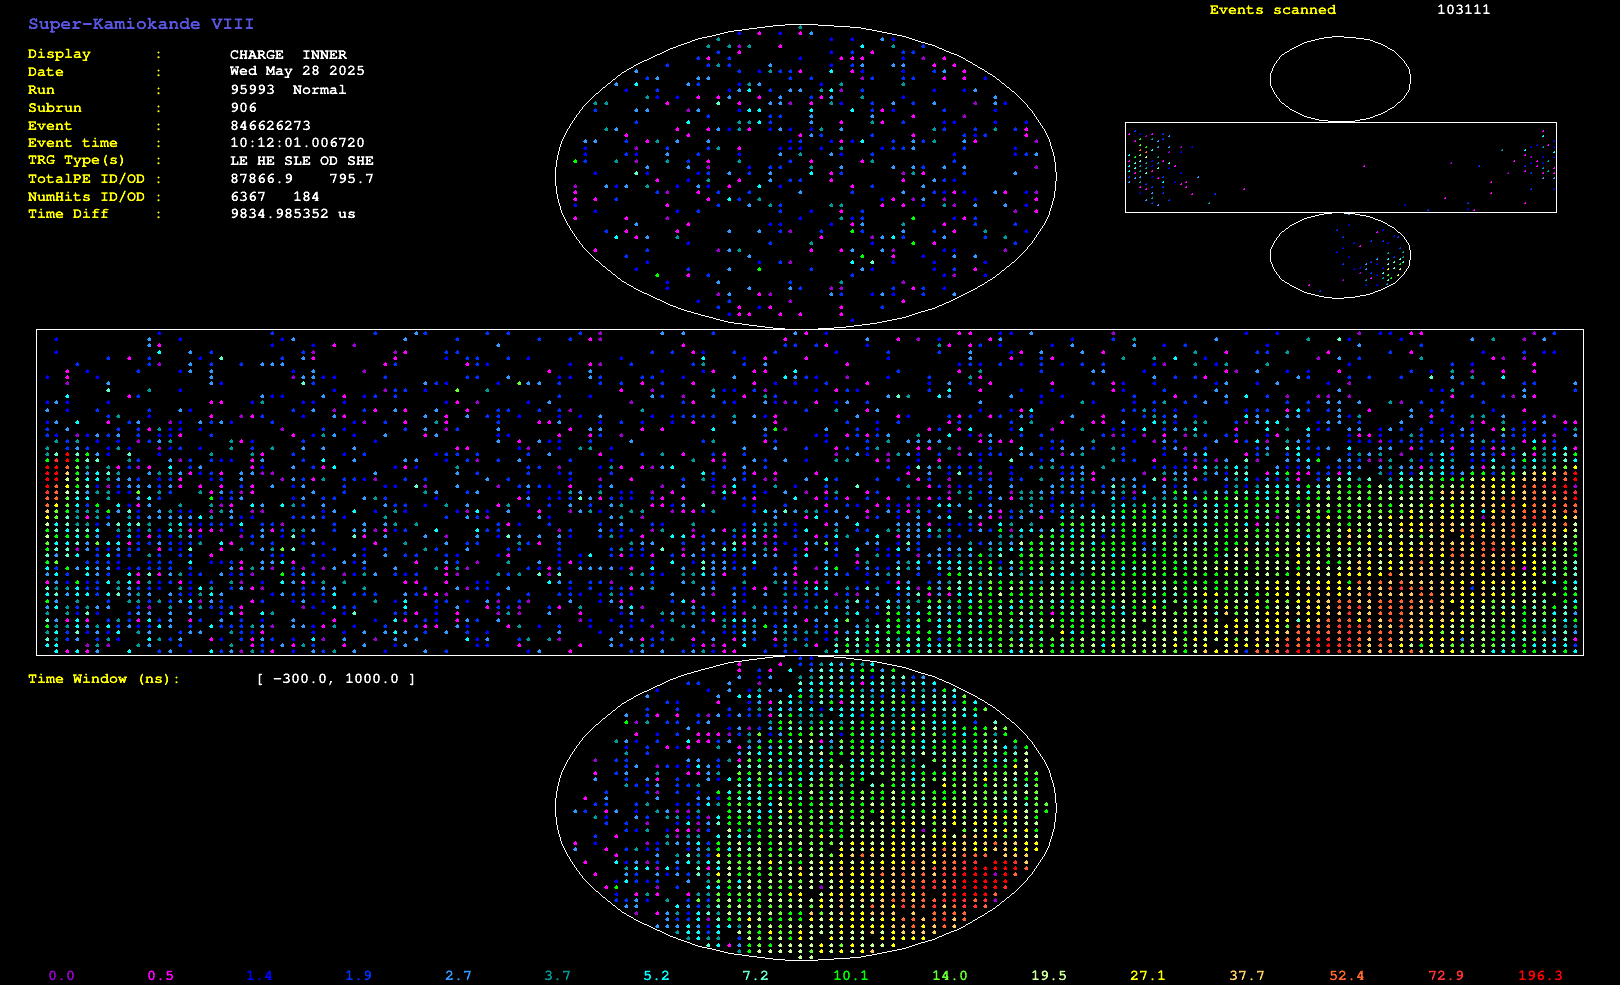 Super-Kamiokande VIII
Events scanned 103111
Display : CHARGE INNER
Date : Wed May 28 2025
Run : 95993 Normal
Subrun : 906
Event : 846626273
Event time : 10:12:01.006720
TRG Type(s) : LE HE SLE OD SHE
TotalPE ID/OD : 87866.9 795.7
NumHits ID/OD : 6367 184
Time Diff : 9834.985352 us
Time Window (ns): [ -300.0, 1000.0 ]
0.0 0.5 1.4 1.9 2.7 3.7 5.2 7.2 10.1 14.0 19.5 27.1 37.7 52.4 72.9 196.3